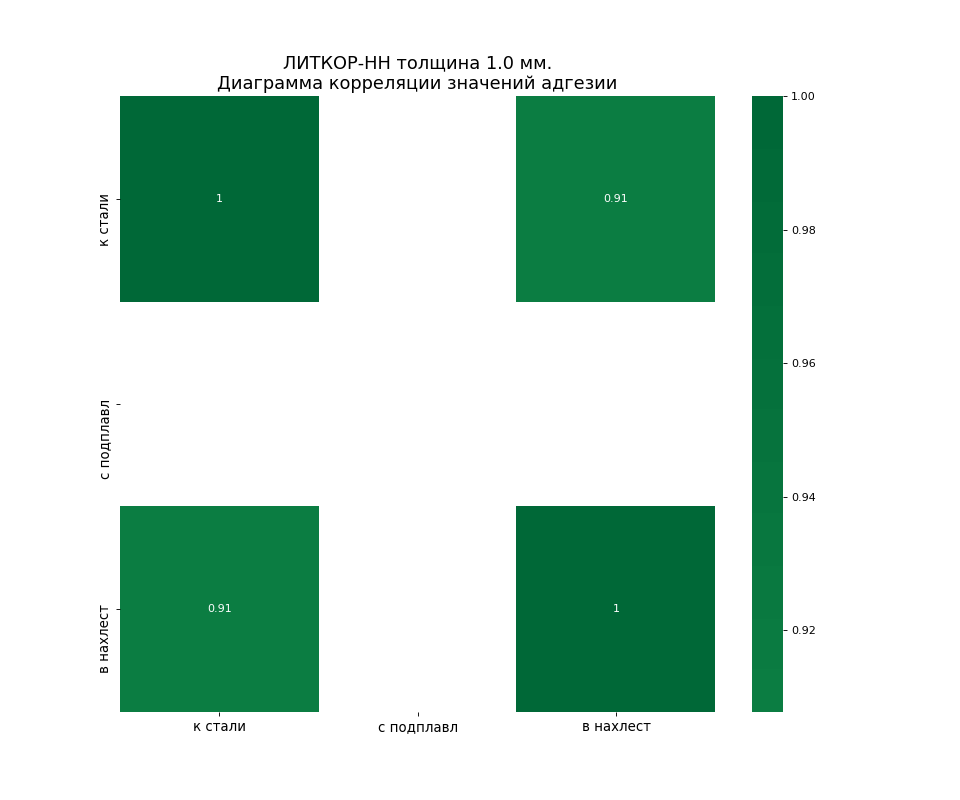 ЛИТКОР-НН толщина 1.0 мм.
Диаграмма корреляции значений адгезии
к стали
с подплавл
в нахлест
1
0.91
0.91
1
к стали
с подплавл
в нахлест
1.00
0.98
0.96
0.94
0.92